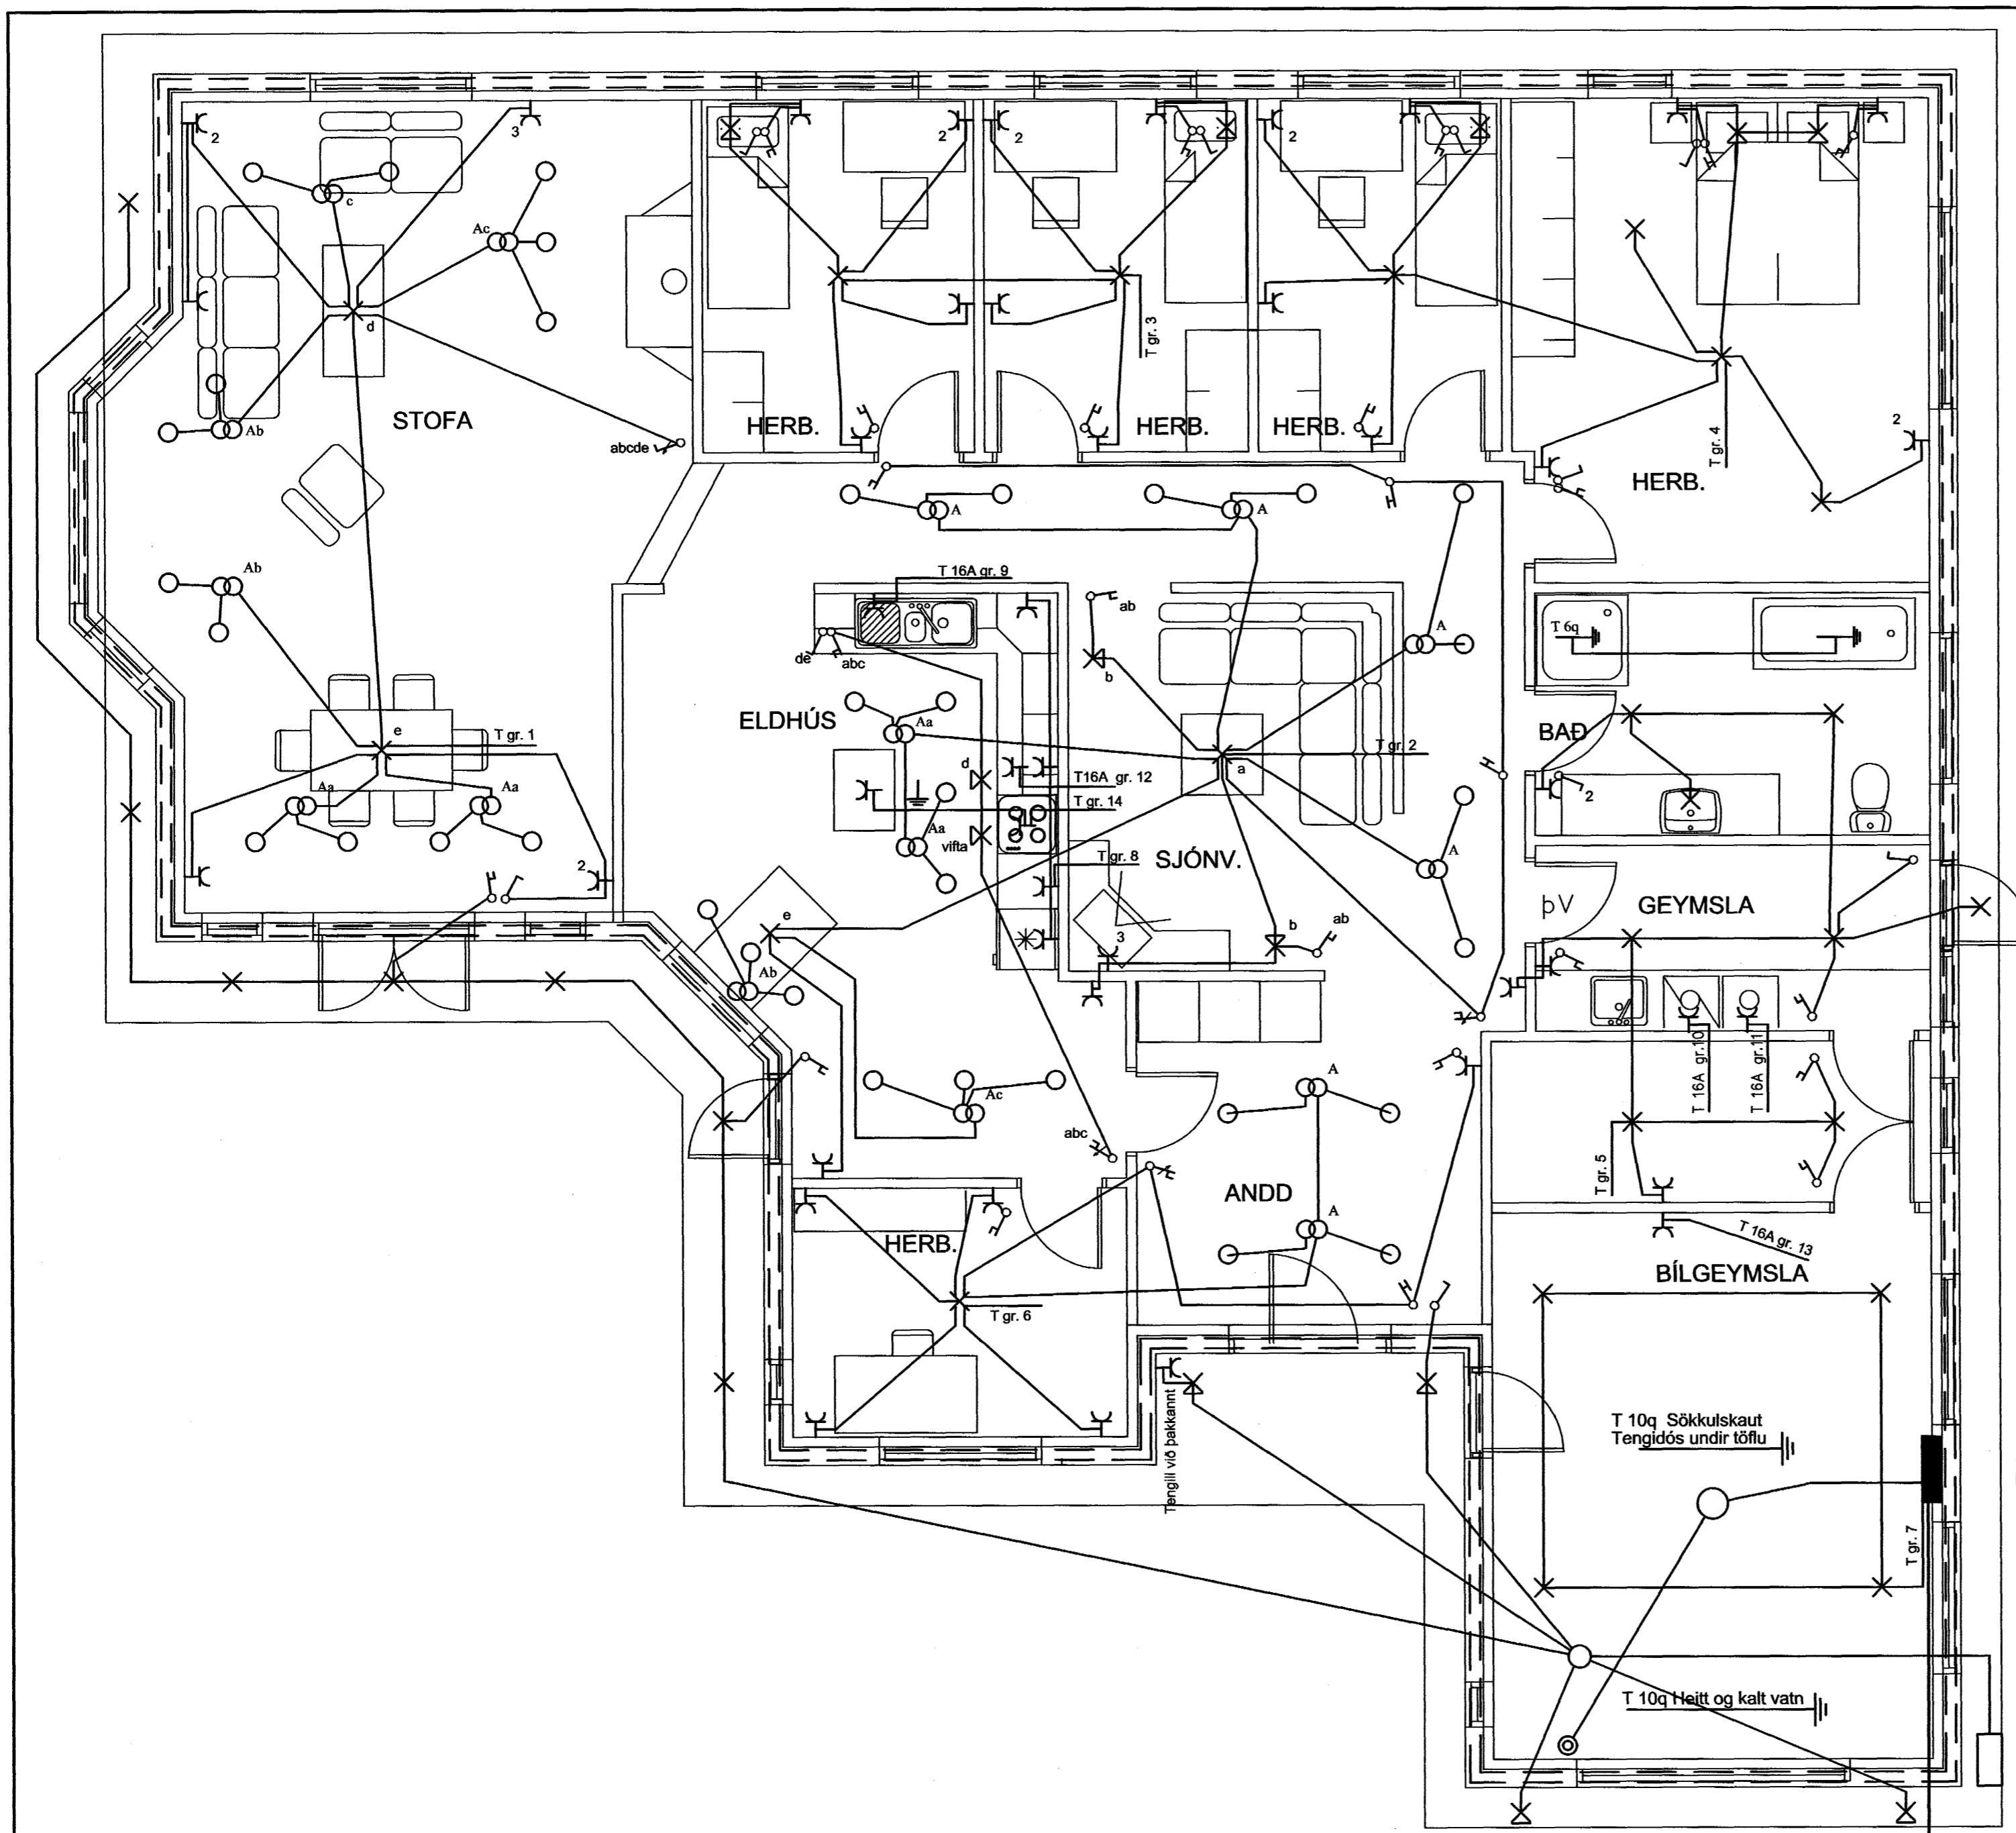 2
3
c
Ac
d
STOFA
Ab
abcde
Ab
e
T gr. 1
Aa
Aa
2
2
2
2
T gr. 3
HERB.
HERB.
HERB.
T gr. 4
2
HERB.
A
A
T 16A gr. 9
ab
A
T 6q
de
abc
b
ELDHÚS
Aa
d
T16A gr. 12
T gr. 14
Aa
vifta
T gr. 2
a
BAÐ
2
A
T gr. 8
SJÓNV.
þV
GEYMSLA
e
3
b
ab
Ab
T 16A gr.10
T 16A gr.11
Ac
A
abc
T gr. 5
ANDD
A
HERB.
T gr. 6
T 16A gr. 13
BÍLGEYMSLA
Tengill við þakkannt
T 10q Sökkulskaut
Tengidós undir töflu
T gr. 7
T 10q Heitt og kalt vatn